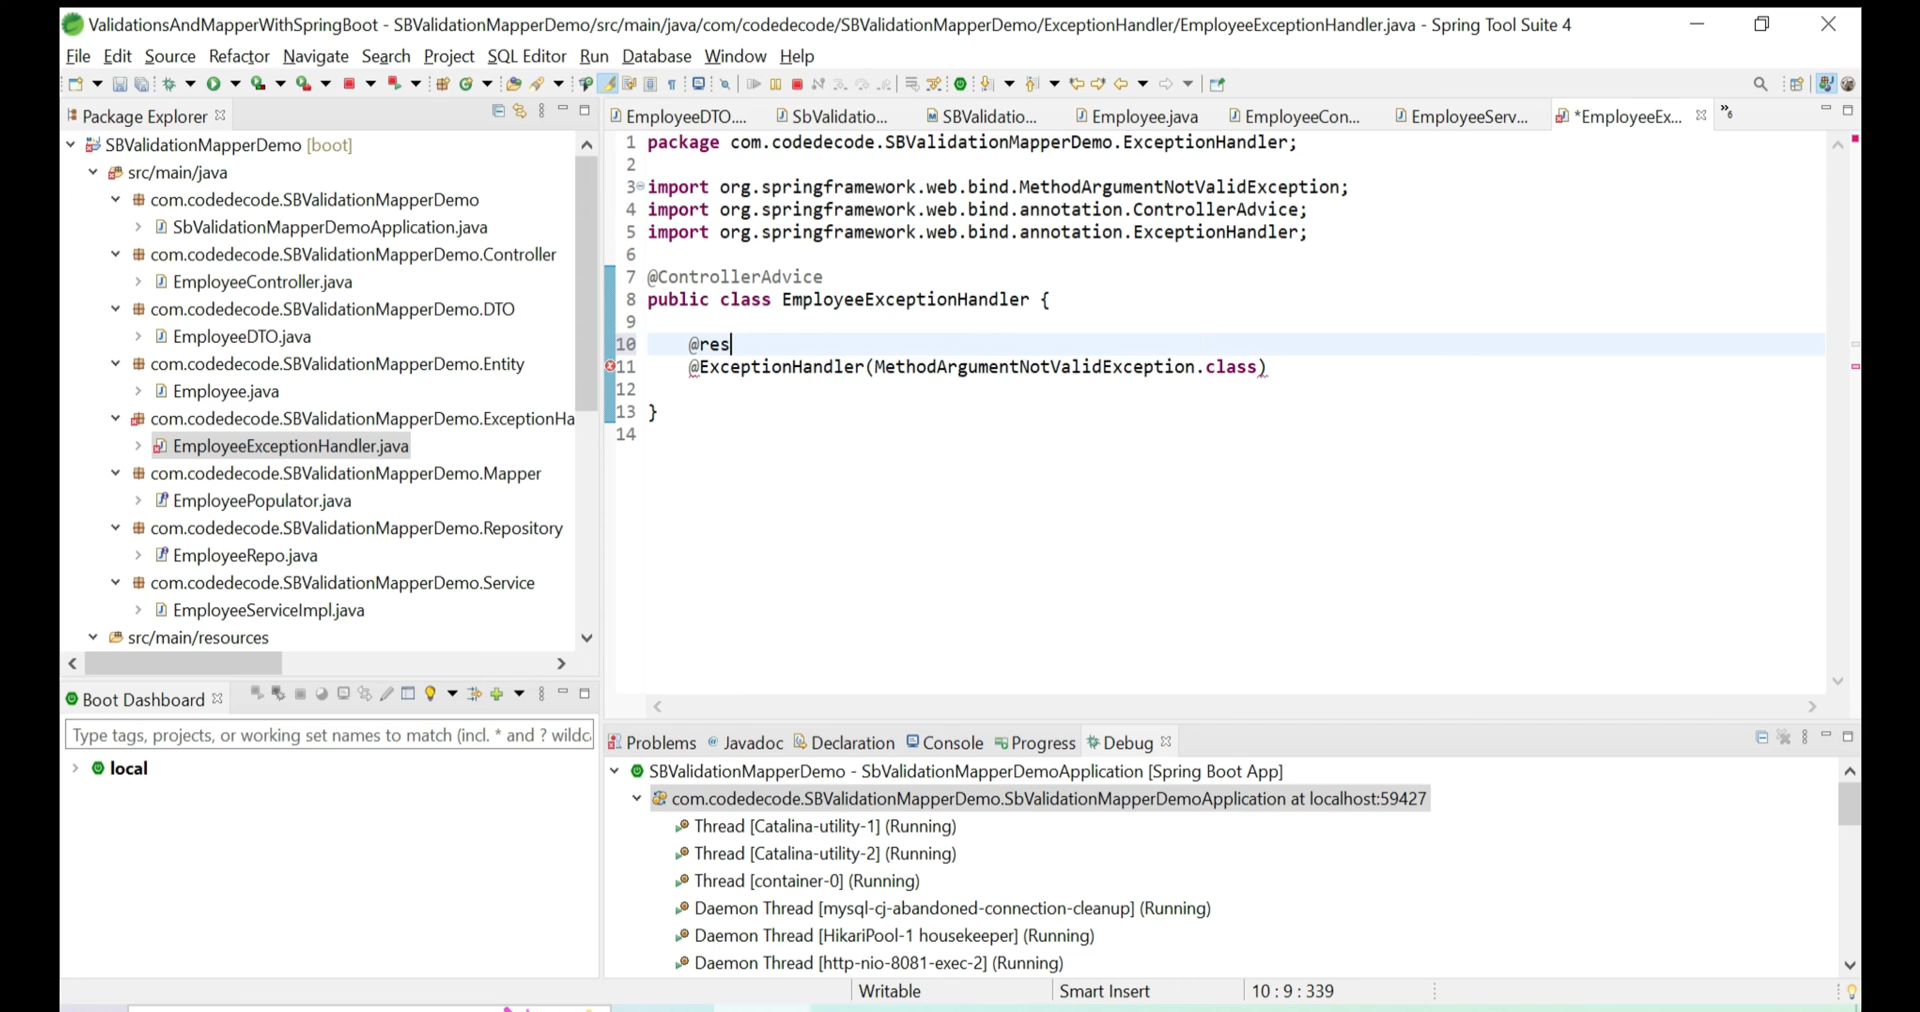 ValidationsAndMapperWithSpringBoot - SBValidationMapperDemo/src/main/java/com/codedecode/SBValidationMapperDemo/ExceptionHandler/EmployeeExceptionHandler.java - Spring Tool Suite 4
File Edit Source Refactor Navigate Search Project SQL Editor Run Database Window Help
Package Explorer
SBValidationMapperDemo [boot]
src/main/java
com.codedecode.SBValidationMapperDemo
SbValidationMapperDemoApplication.java
com.codedecode.SBValidationMapperDemo.Controller
EmployeeController.java
com.codedecode.SBValidationMapperDemo.DTO
EmployeeDTO.java
com.codedecode.SBValidationMapperDemo.Entity
Employee.java
com.codedecode.SBValidationMapperDemo.ExceptionHa
EmployeeExceptionHandler.java
com.codedecode.SBValidationMapperDemo.Mapper
EmployeePopulator.java
com.codedecode.SBValidationMapperDemo.Repository
EmployeeRepo.java
com.codedecode.SBValidationMapperDemo.Service
EmployeeServiceImpl.java
src/main/resources
Boot Dashboard
Type tags, projects, or working set names to match (incl. * and ? wildc
local
EmployeeDTO.... SbValidatio... SBValidatio... Employee.java EmployeeCon... EmployeeServ... *EmployeeEx... »6
1 package com.codedecode.SBValidationMapperDemo.ExceptionHandler;
2
3 import org.springframework.web.bind.MethodArgumentNotValidException;
4 import org.springframework.web.bind.annotation.ControllerAdvice;
5 import org.springframework.web.bind.annotation.ExceptionHandler;
6
7 @ControllerAdvice
8 public class EmployeeExceptionHandler {
9
10 @res
11 @ExceptionHandler(MethodArgumentNotValidException.class)
12
13 }
14
Problems Javadoc Declaration Console Progress Debug
SBValidationMapperDemo - SbValidationMapperDemoApplication [Spring Boot App]
com.codedecode.SBValidationMapperDemo.SbValidationMapperDemoApplication at localhost:59427
Thread [Catalina-utility-1] (Running)
Thread [Catalina-utility-2] (Running)
Thread [container-0] (Running)
Daemon Thread [mysql-cj-abandoned-connection-cleanup] (Running)
Daemon Thread [HikariPool-1 housekeeper] (Running)
Daemon Thread [http-nio-8081-exec-2] (Running)
Writable Smart Insert 10 : 9 : 339